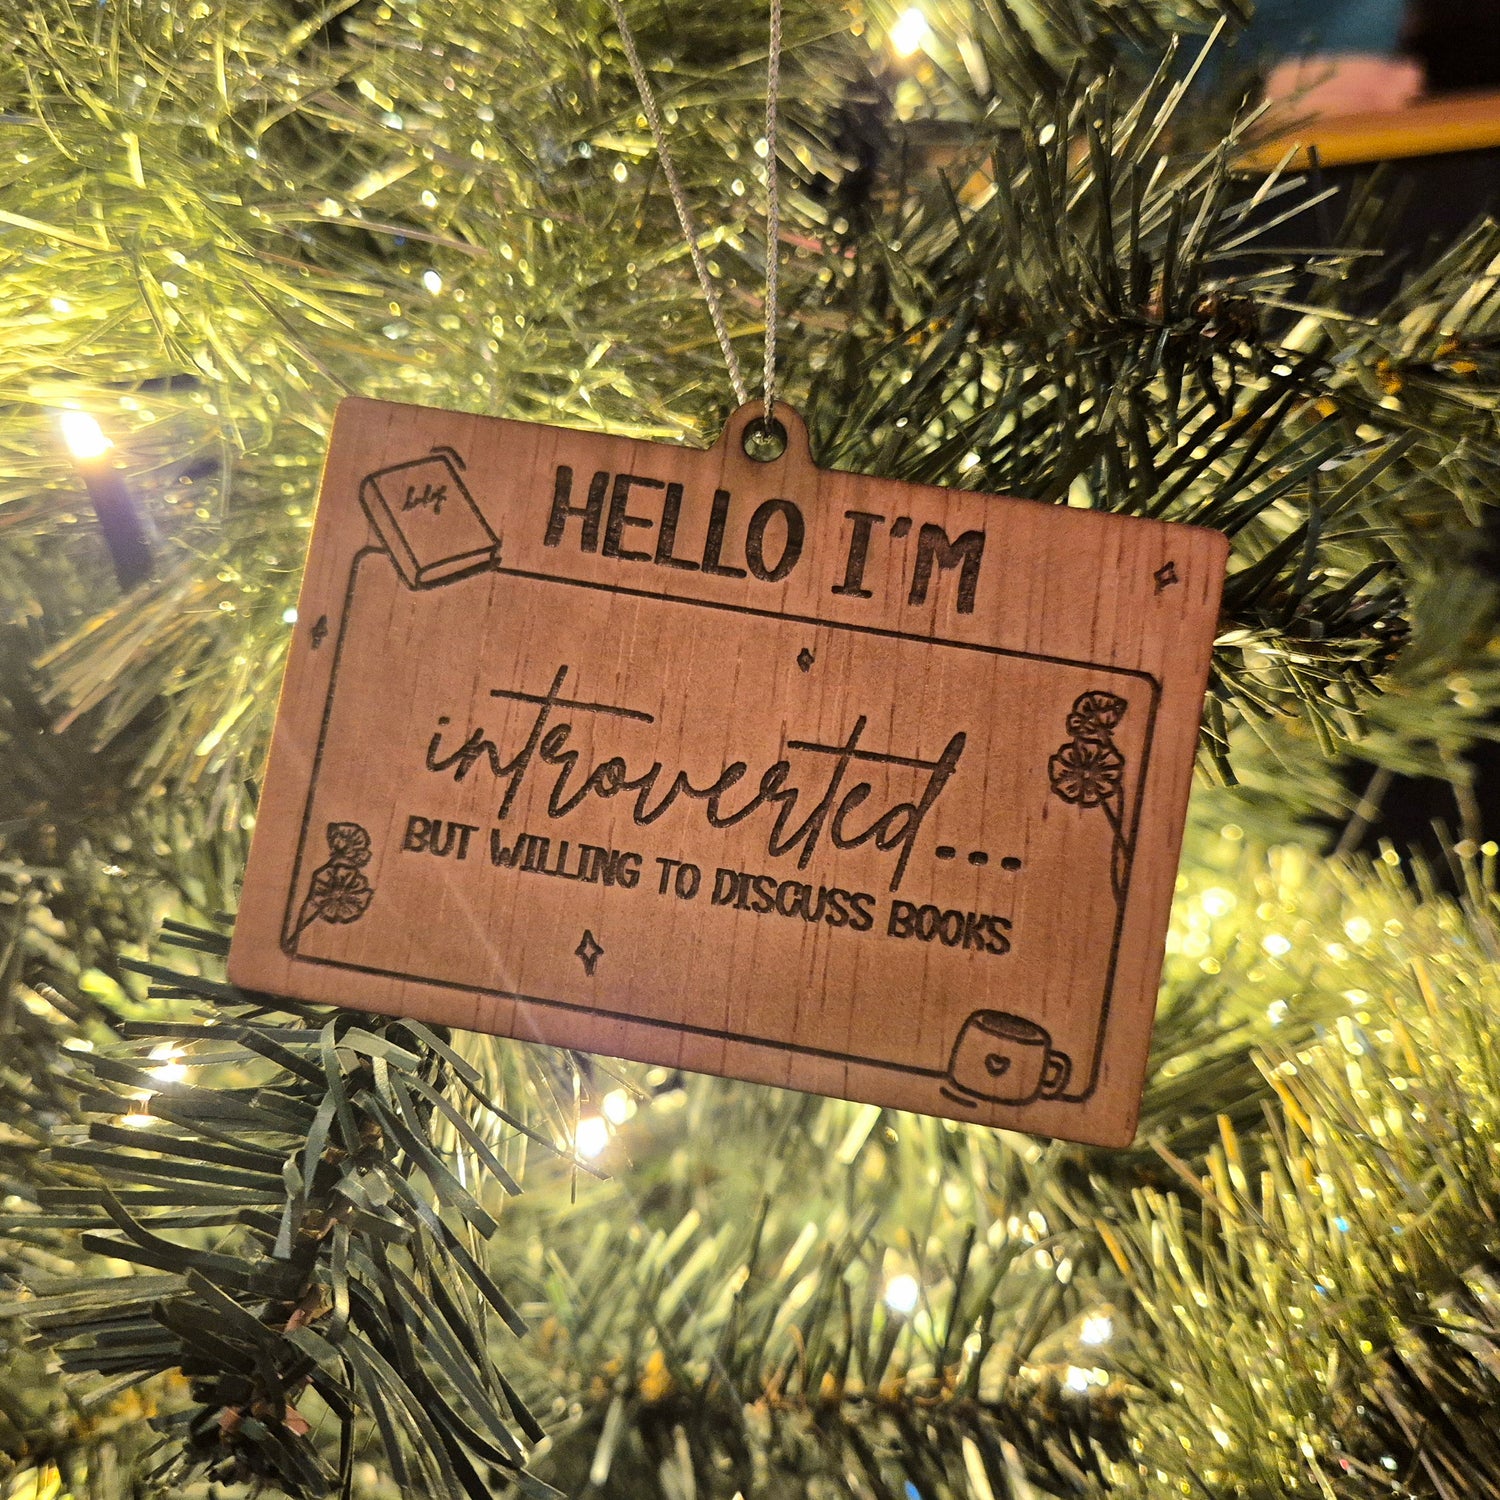 HELLO I'M
introverted...
BUT WILLING TO DISCUSS BOOKS